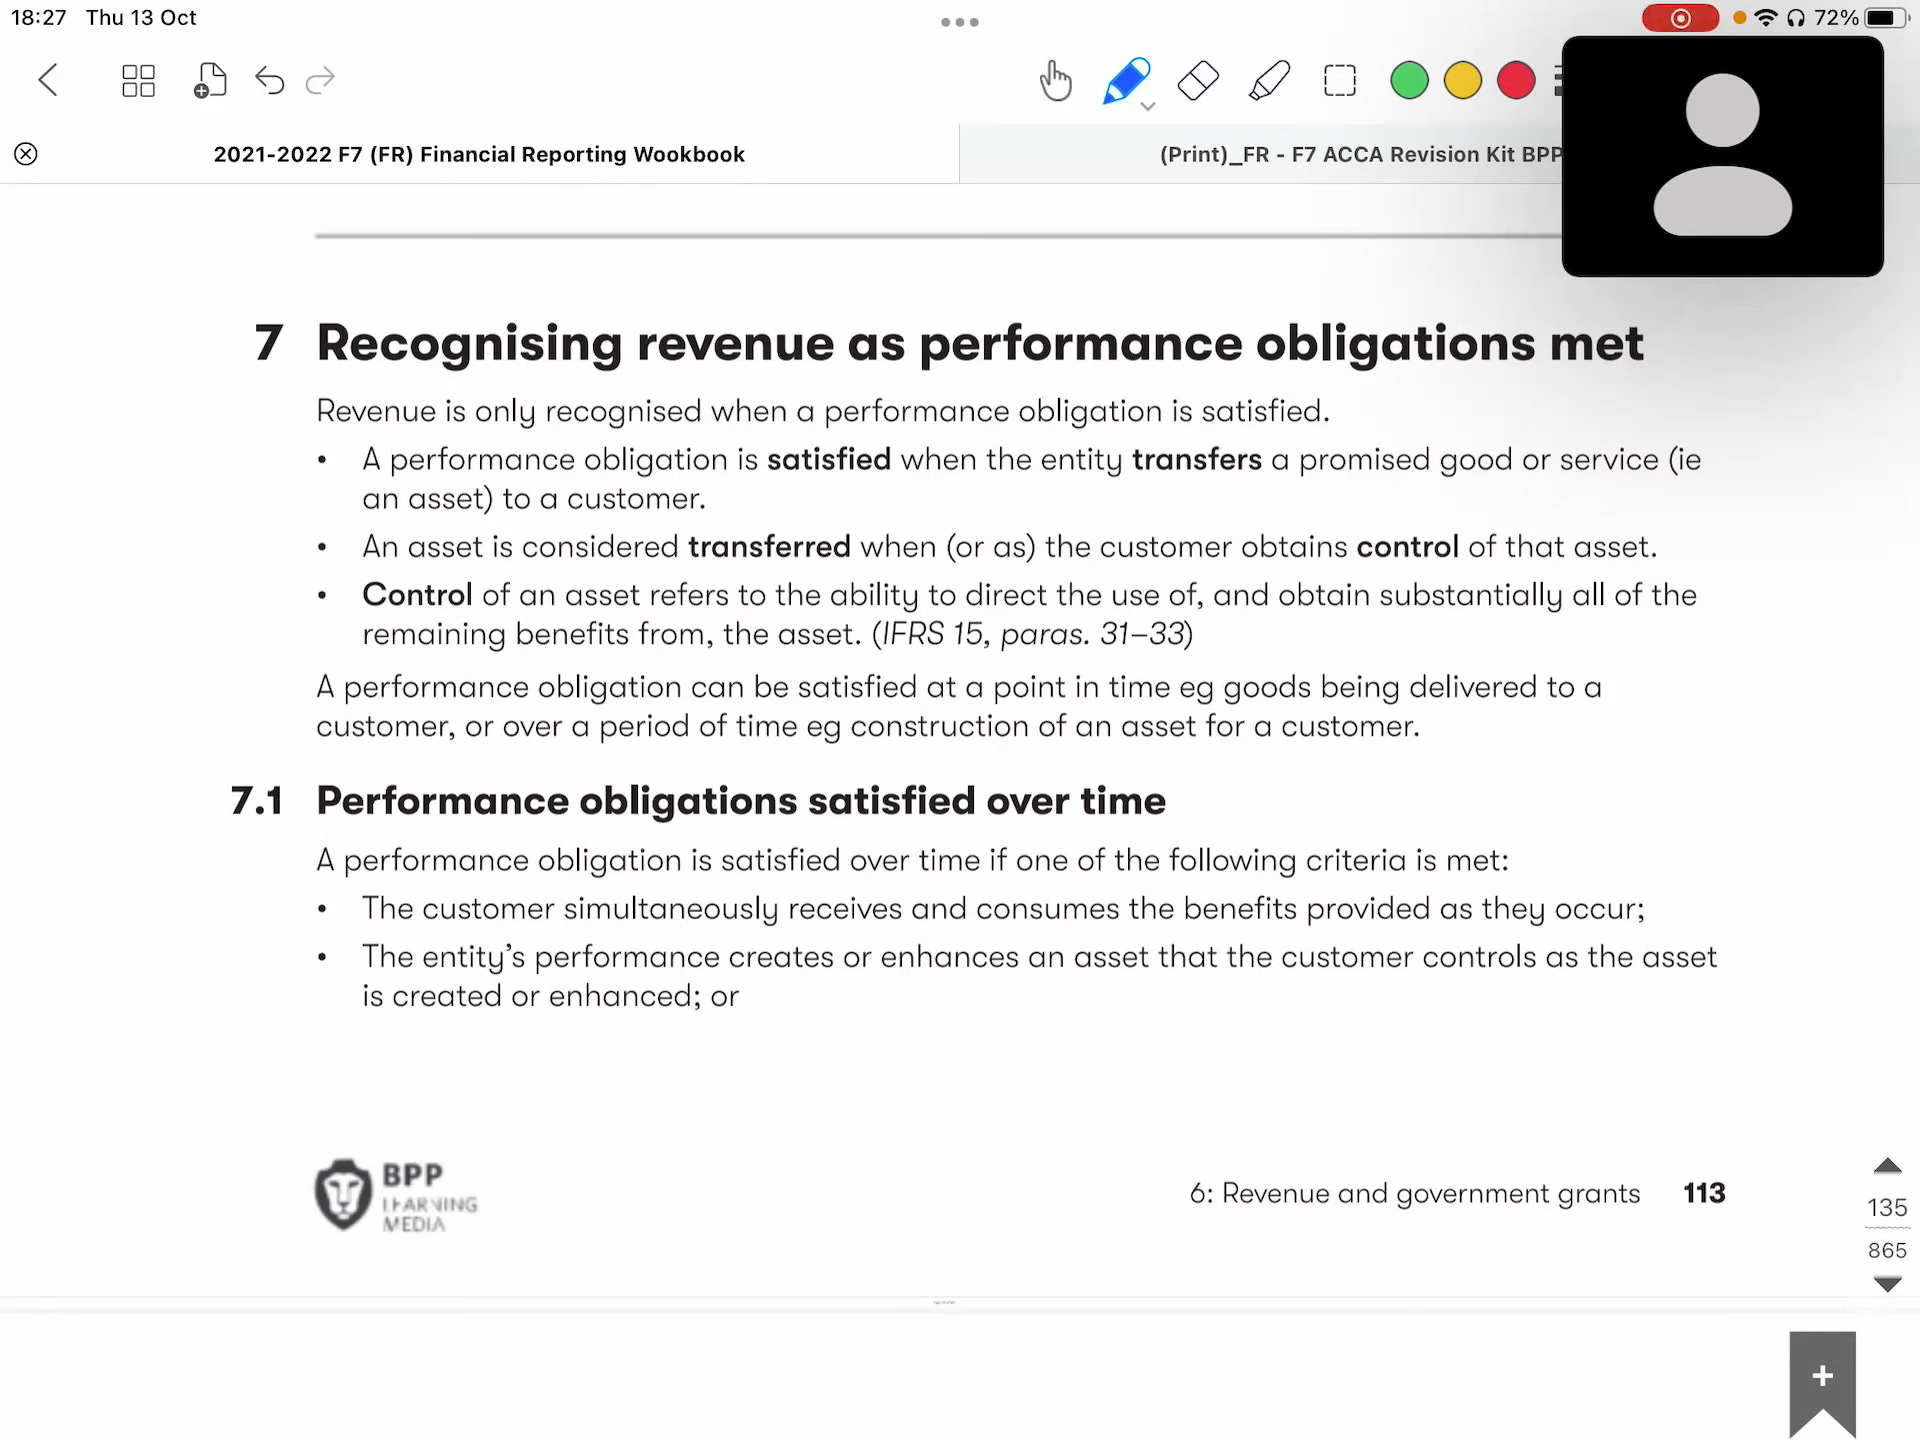 18:27 Thu 13 Oct
72%
2021-2022 F7 (FR) Financial Reporting Wookbook
(Print)_FR - F7 ACCA Revision Kit BPP
7 Recognising revenue as performance obligations met
Revenue is only recognised when a performance obligation is satisfied.
• A performance obligation is satisfied when the entity transfers a promised good or service (ie
an asset) to a customer.
• An asset is considered transferred when (or as) the customer obtains control of that asset.
• Control of an asset refers to the ability to direct the use of, and obtain substantially all of the
remaining benefits from, the asset. (IFRS 15, paras. 31–33)
A performance obligation can be satisfied at a point in time eg goods being delivered to a
customer, or over a period of time eg construction of an asset for a customer.
7.1 Performance obligations satisfied over time
A performance obligation is satisfied over time if one of the following criteria is met:
• The customer simultaneously receives and consumes the benefits provided as they occur;
• The entity’s performance creates or enhances an asset that the customer controls as the asset
is created or enhanced; or
BPP
LEARNING
MEDIA
6: Revenue and government grants 113
135
865